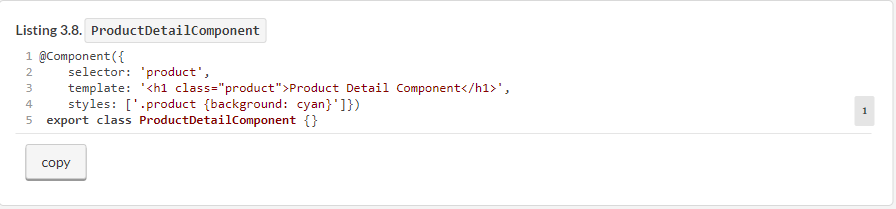 Listing 3.8. ProductDetailComponent
1 @Component({
2     selector: 'product',
3     template: '<h1 class="product">Product Detail Component</h1>',
4     styles: ['.product {background: cyan}']})
5  export class ProductDetailComponent {}
1
copy